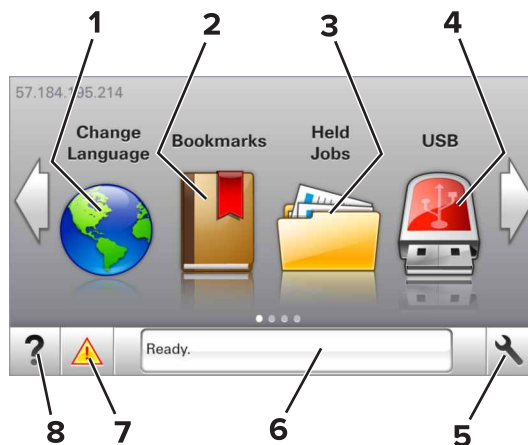 1 2 3 4
57.184.195.214
Change Language
Bookmarks
Held Jobs
USB
? Ready.
8 7 6 5